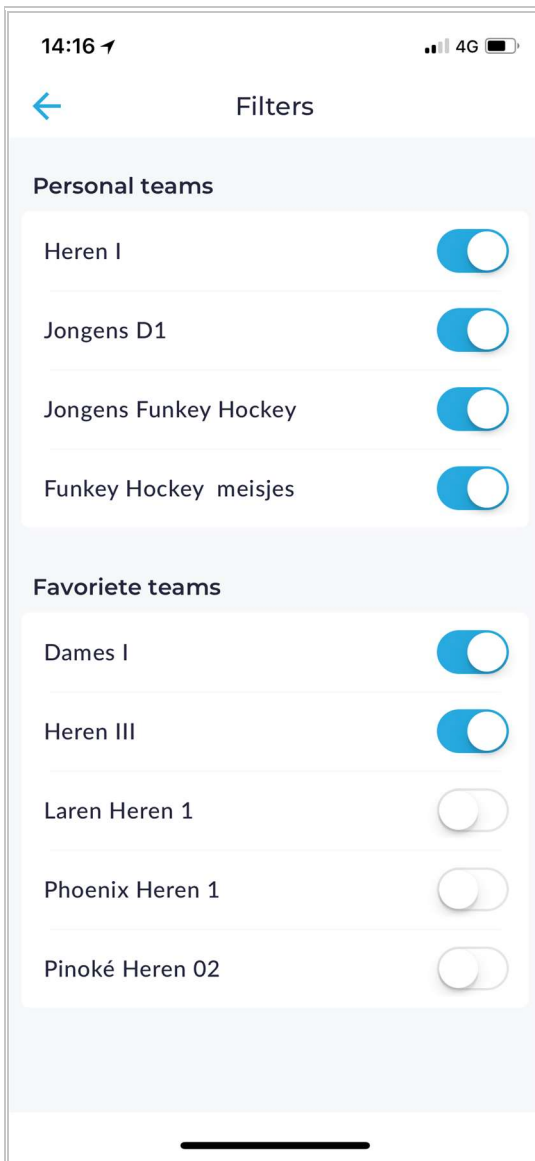 14:16
4G
Filters
Personal teams
Heren I
Jongens D1
Jongens Funkey Hockey
Funkey Hockey  meisjes
Favoriete teams
Dames I
Heren III
Laren Heren 1
Phoenix Heren 1
Pinoké Heren 02